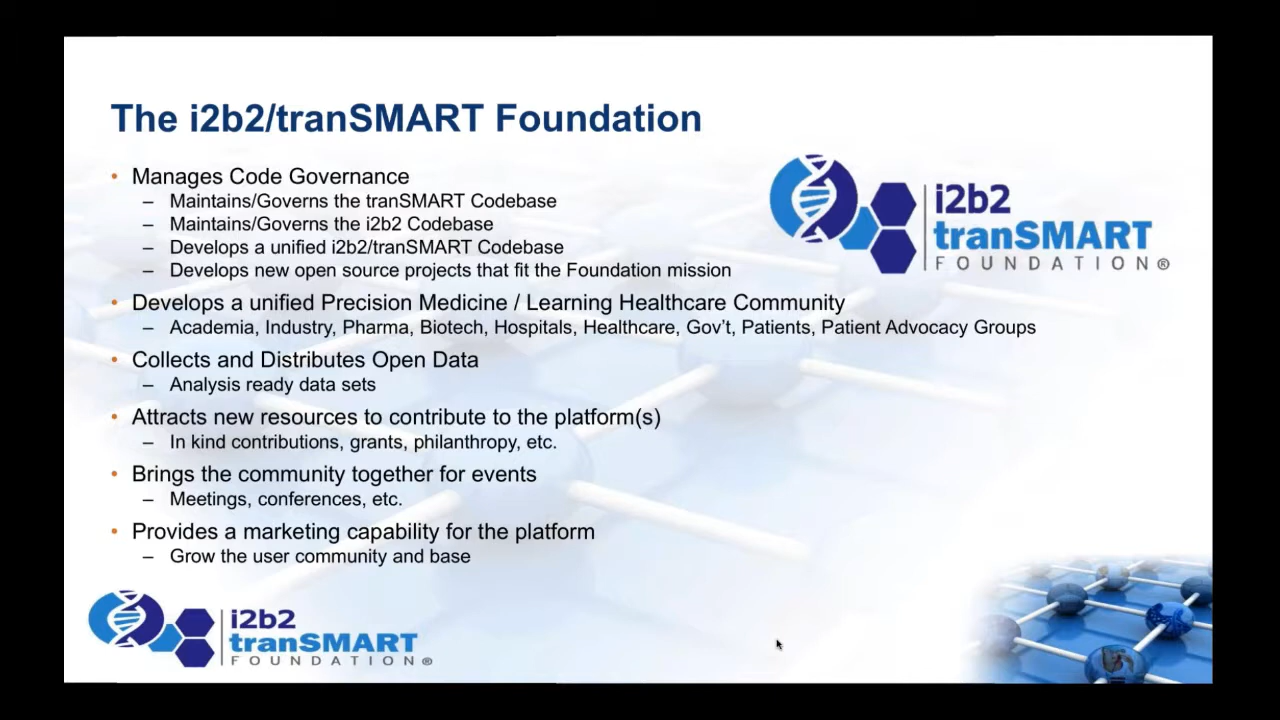 The i2b2/tranSMART Foundation
• Manages Code Governance
– Maintains/Governs the tranSMART Codebase
– Maintains/Governs the i2b2 Codebase
– Develops a unified i2b2/tranSMART Codebase
– Develops new open source projects that fit the Foundation mission
• Develops a unified Precision Medicine / Learning Healthcare Community
– Academia, Industry, Pharma, Biotech, Hospitals, Healthcare, Gov’t, Patients, Patient Advocacy Groups
• Collects and Distributes Open Data
– Analysis ready data sets
• Attracts new resources to contribute to the platform(s)
– In kind contributions, grants, philanthropy, etc.
• Brings the community together for events
– Meetings, conferences, etc.
• Provides a marketing capability for the platform
– Grow the user community and base
i2b2
tranSMART
FOUNDATION®
i2b2
tranSMART
FOUNDATION®